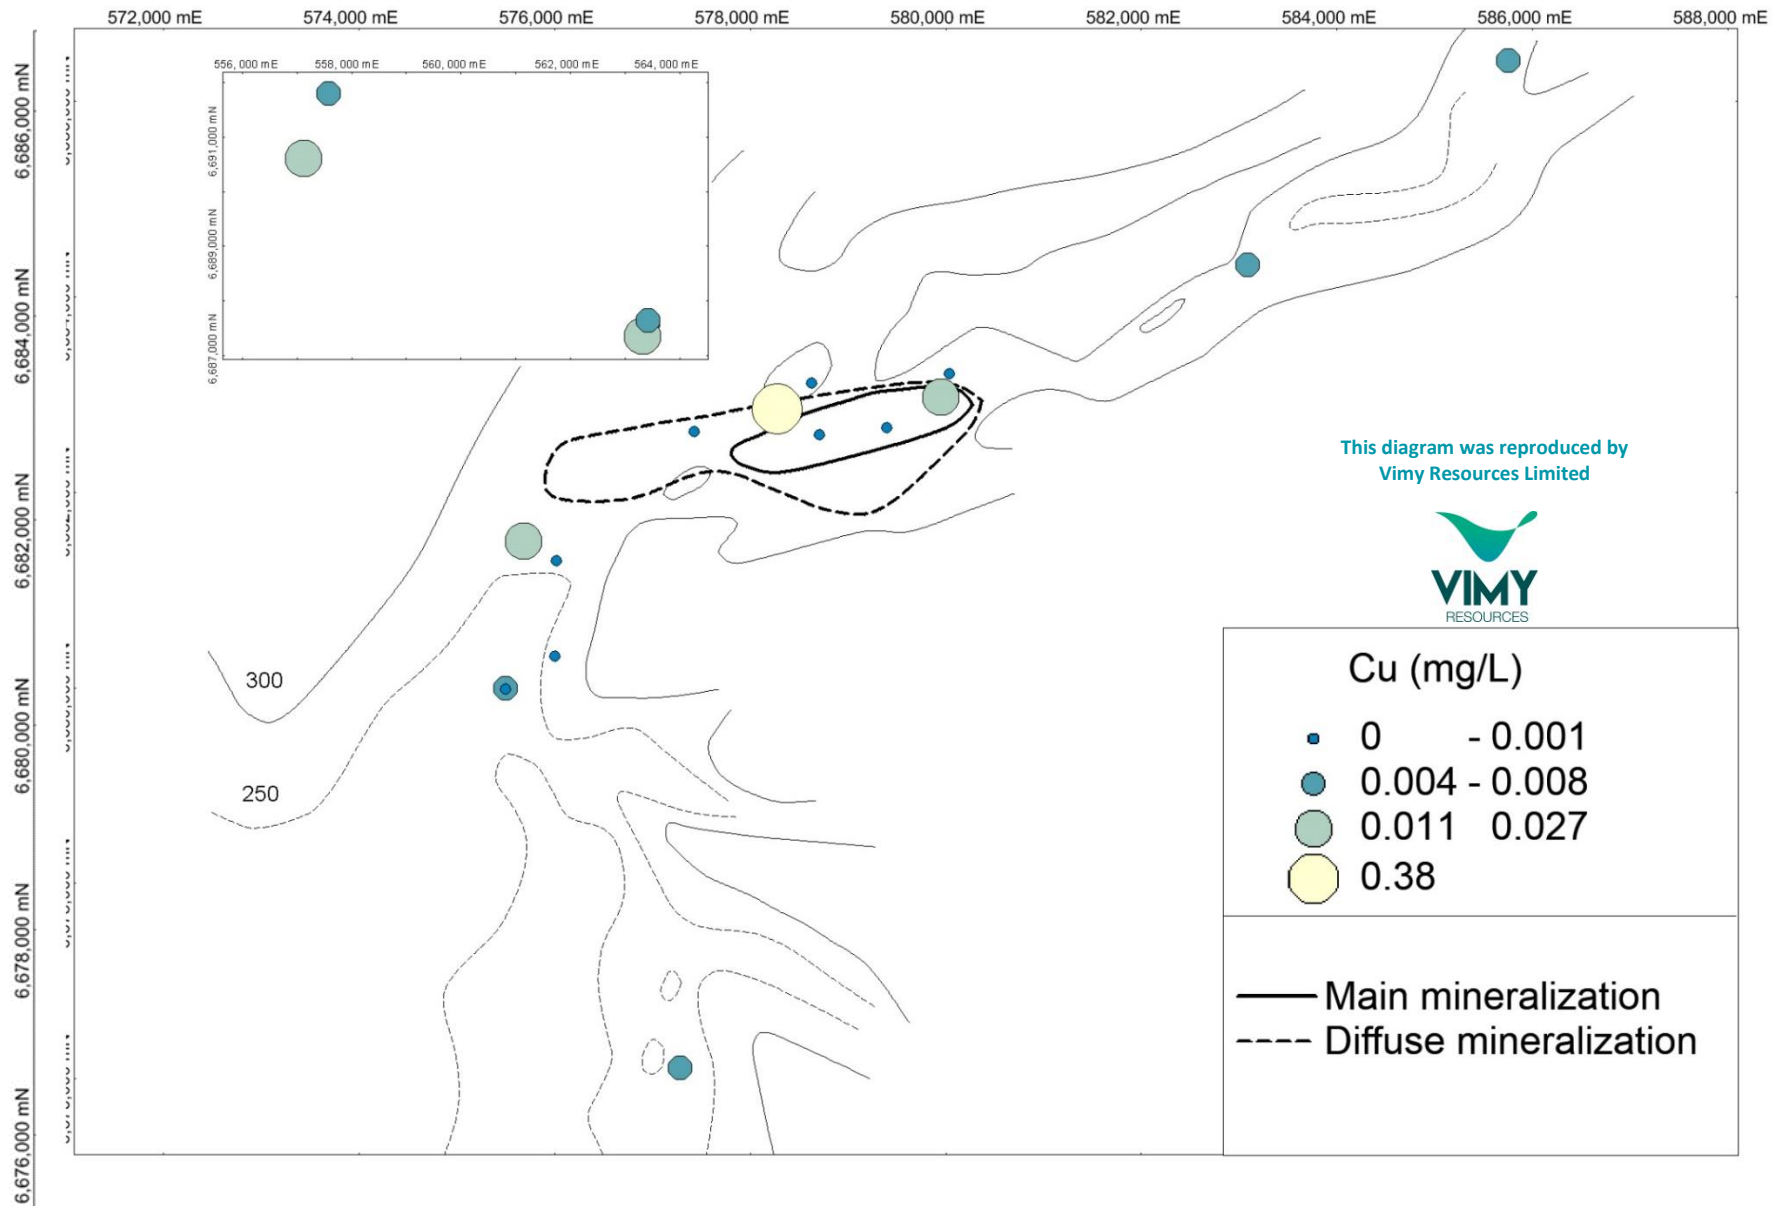 572,000 mE 574,000 mE 576,000 mE 578,000 mE 580,000 mE 582,000 mE 584,000 mE 586,000 mE 588,000 mE
556,000 mE 558,000 mE 560,000 mE 562,000 mE 564,000 mE
6,691,000 mN
6,689,000 mN
6,687,000 mN
6,686,000 mN
6,684,000 mN
6,682,000 mN
6,680,000 mN
6,678,000 mN
6,676,000 mN
300
250
This diagram was reproduced by
Vimy Resources Limited
VIMY
RESOURCES
Cu (mg/L)
0 - 0.001
0.004 - 0.008
0.011 0.027
0.38
Main mineralization
Diffuse mineralization